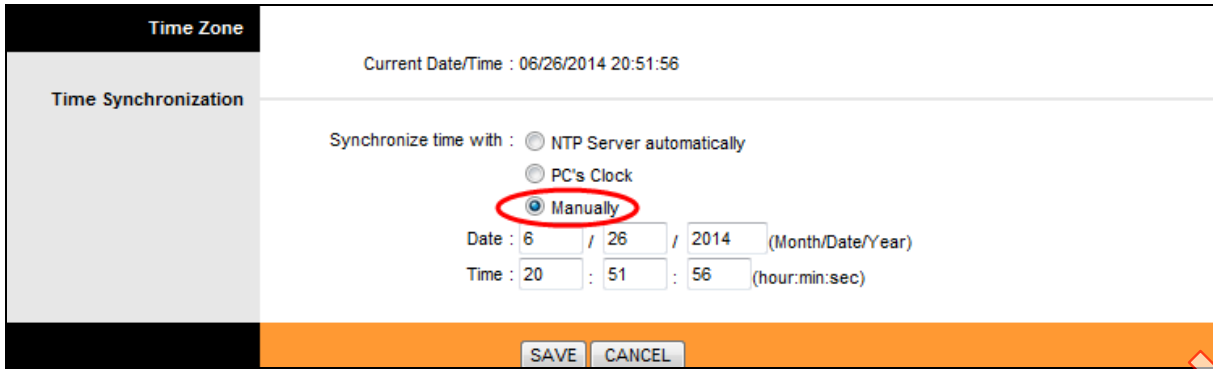 Time Zone
Current Date/Time : 06/26/2014 20:51:56
Time Synchronization
Synchronize time with : NTP Server automatically
PC's Clock
Manually
Date : 6 / 26 / 2014 (Month/Date/Year)
Time : 20 : 51 : 56 (hour:min:sec)
SAVE CANCEL